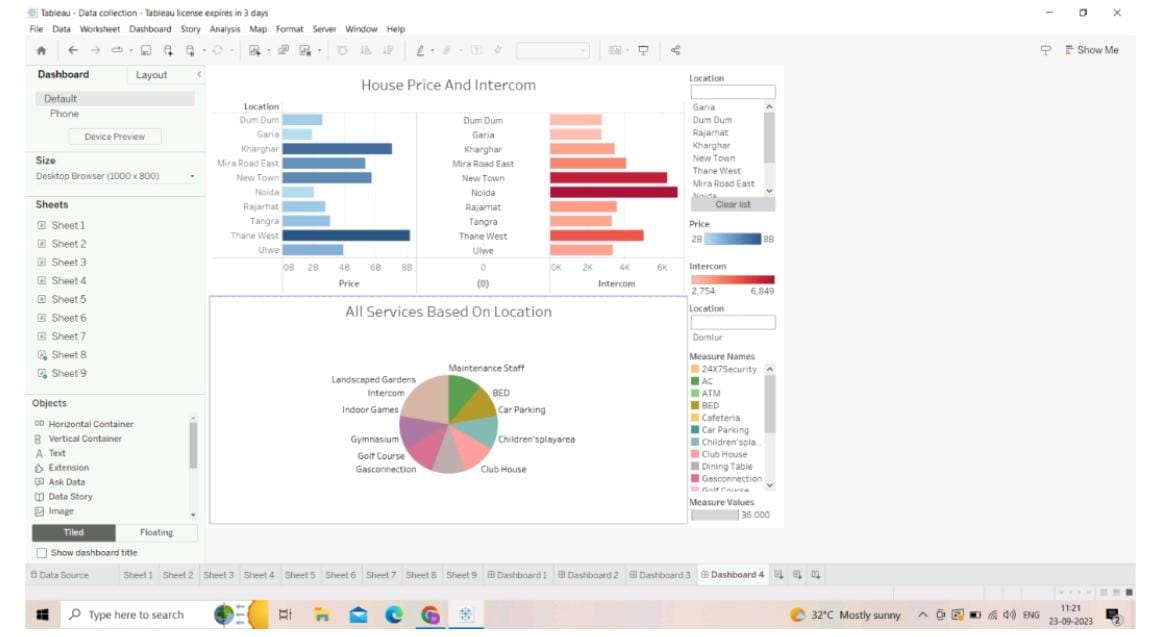 Tableau - Data collection - Tableau license expires in 3 days
File Data Worksheet Dashboard Story Analysis Map Format Server Window Help
Show Me
Dashboard Layout
Default
Phone
Device Preview
Size
Desktop Browser (1000 x 800)
Sheets
Sheet 1
Sheet 2
Sheet 3
Sheet 4
Sheet 5
Sheet 6
Sheet 7
Sheet 8
Sheet 9
Objects
Horizontal Container
Vertical Container
Text
Extension
Ask Data
Data Story
Image
Tiled Floating
Show dashboard title
House Price And Intercom
Location
Dum Dum Dum Dum
Garia Garia
Kharghar Kharghar
Mira Road East Mira Road East
New Town New Town
Noida Noida
Rajarhat Rajarhat
Tangra Tangra
Thane West Thane West
Ulwe Ulwe
0B 2B 4B 6B 8B 0 0K 2K 4K 6K
Price (0) Intercom
All Services Based On Location
Maintenance Staff
Landscaped Gardens
Intercom BED
Indoor Games Car Parking
Gymnasium Children'splayarea
Golf Course
Gasconnection Club House
Location
Garia
Dum Dum
Rajarhat
Kharghar
New Town
Thane West
Mira Road East
Noida
Clear list
Price
2B 8B
Intercom
2,754 6,849
Location
Domlur
Measure Names
24X7Security
AC
ATM
BED
Cafeteria
Car Parking
Children'spla...
Club House
Dining Table
Gasconnection
Golf Course
Measure Values
36.000
Data Source Sheet 1 Sheet 2 Sheet 3 Sheet 4 Sheet 5 Sheet 6 Sheet 7 Sheet 8 Sheet 9 Dashboard 1 Dashboard 2 Dashboard 3 Dashboard 4
Type here to search
32°C Mostly sunny
ENG
11:21
23-09-2023
2